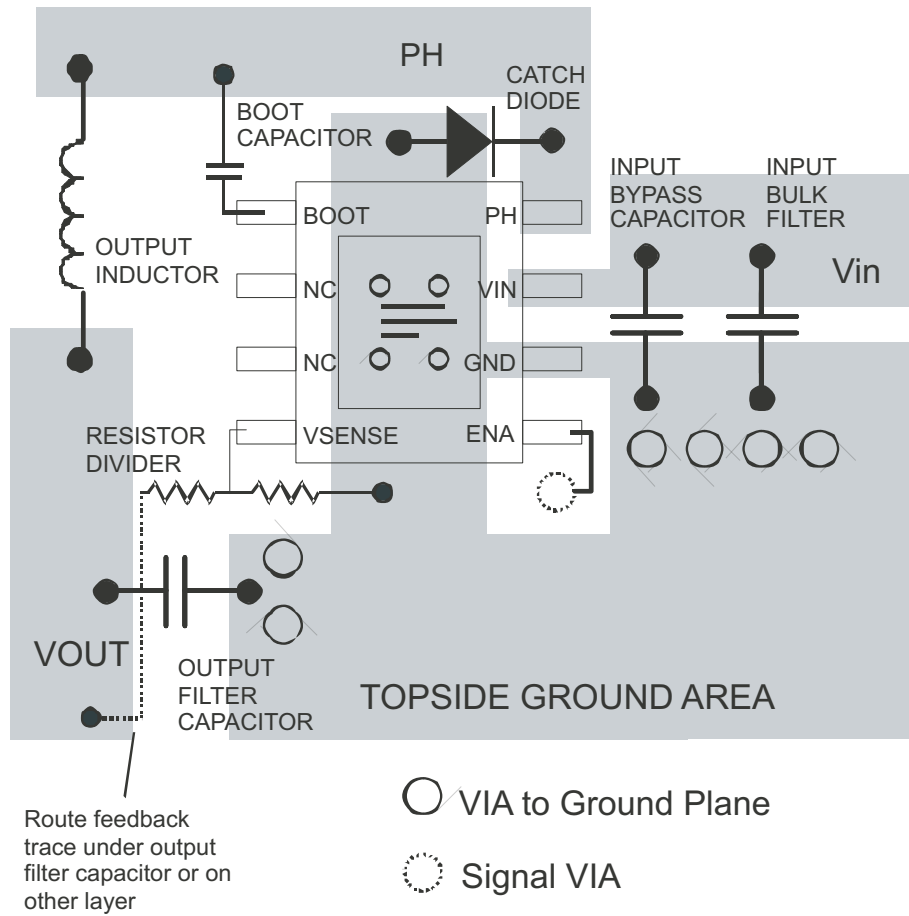 PH
CATCH
DIODE
BOOT
CAPACITOR
INPUT
BYPASS
CAPACITOR
INPUT
BULK
FILTER
BOOT
PH
OUTPUT
INDUCTOR
Vin
NC
VIN
NC
GND
RESISTOR
DIVIDER
VSENSE
ENA
VOUT
OUTPUT
FILTER
CAPACITOR
TOPSIDE GROUND AREA
Route feedback
trace under output
filter capacitor or on
other layer
VIA to Ground Plane
Signal VIA